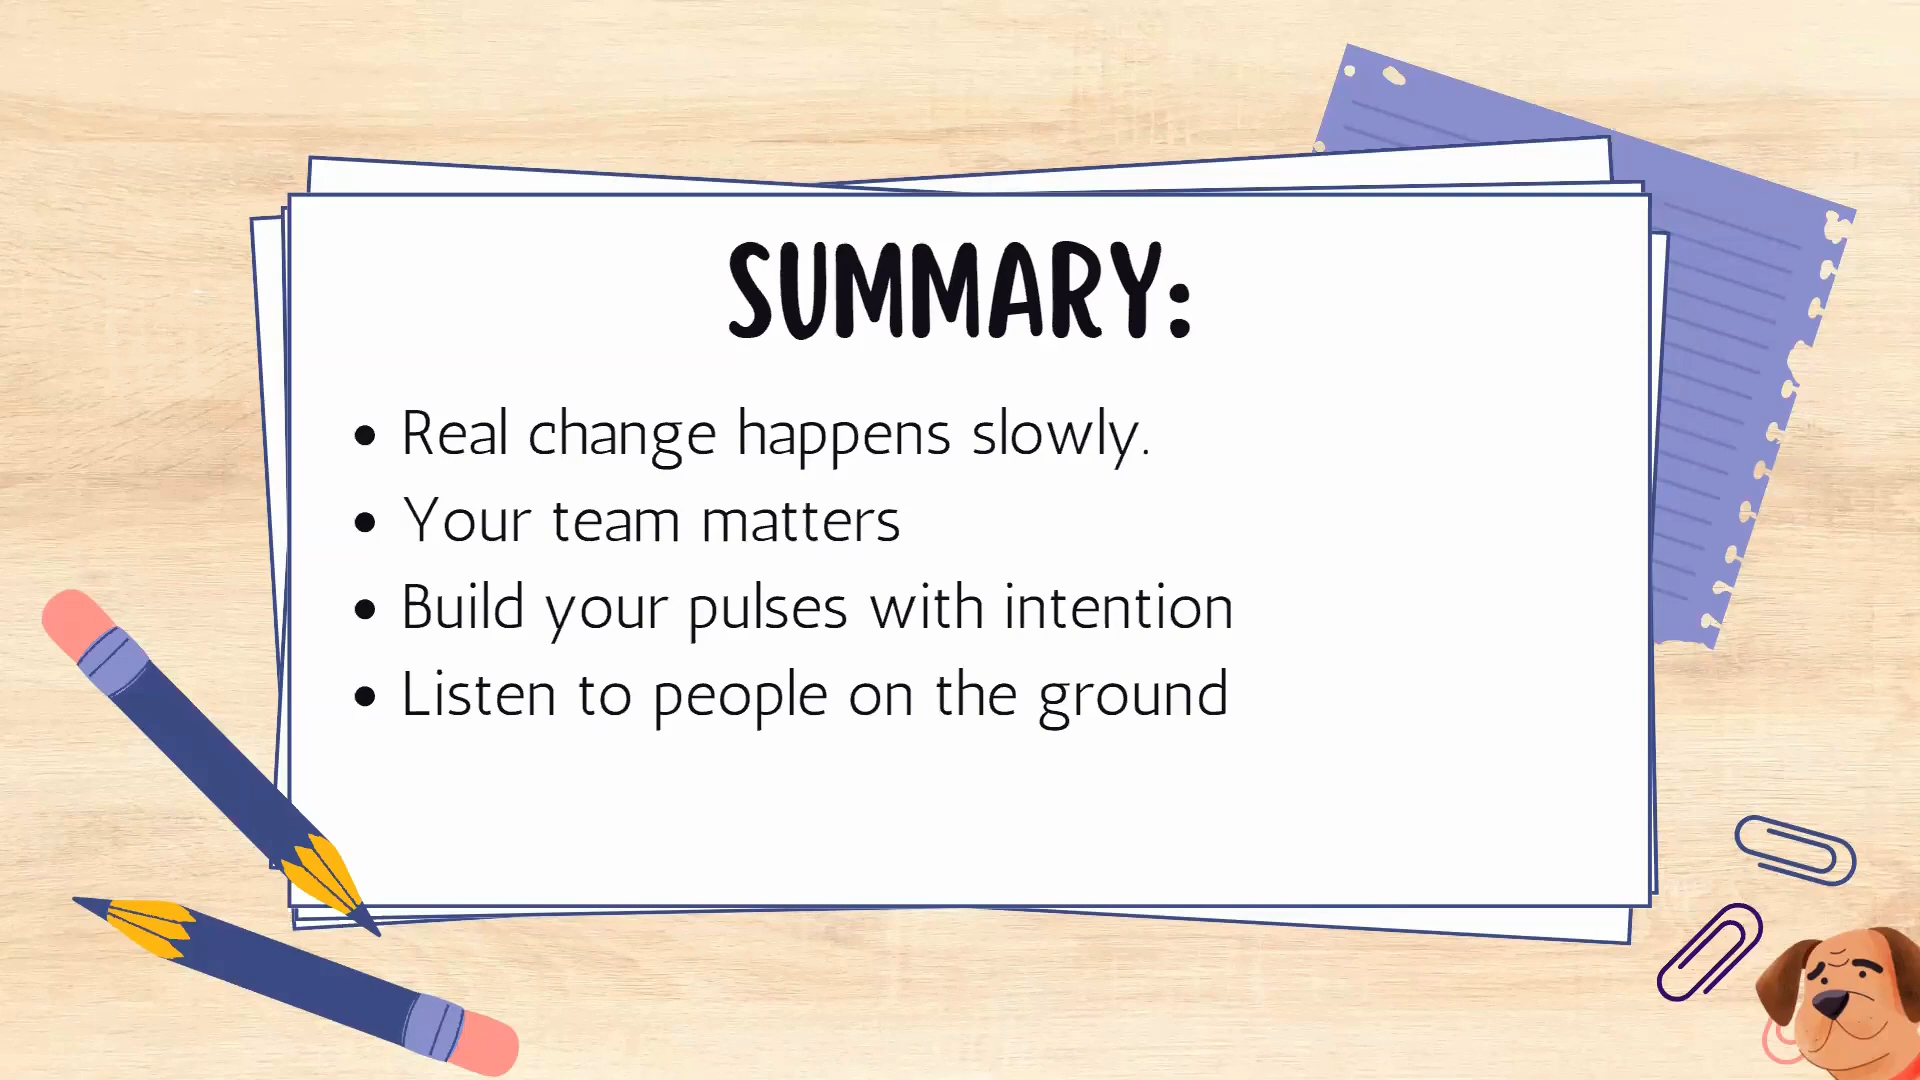 SUMMARY:
• Real change happens slowly.
• Your team matters
• Build your pulses with intention
• Listen to people on the ground